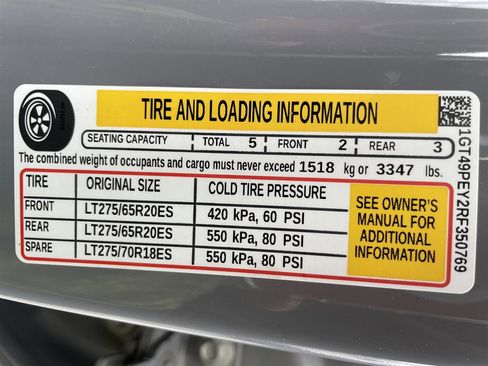 TIRE AND LOADING INFORMATION
SEATING CAPACITY TOTAL 5 FRONT 2 REAR 3
The combined weight of occupants and cargo must never exceed 1518 kg or 3347 lbs.
TIRE ORIGINAL SIZE COLD TIRE PRESSURE
FRONT LT275/65R20ES 420 kPa, 60 PSI
REAR LT275/65R20ES 550 kPa, 80 PSI
SPARE LT275/70R18ES 550 kPa, 80 PSI
SEE OWNER'S
MANUAL FOR
ADDITIONAL
INFORMATION
1GT49PEY2RF350769